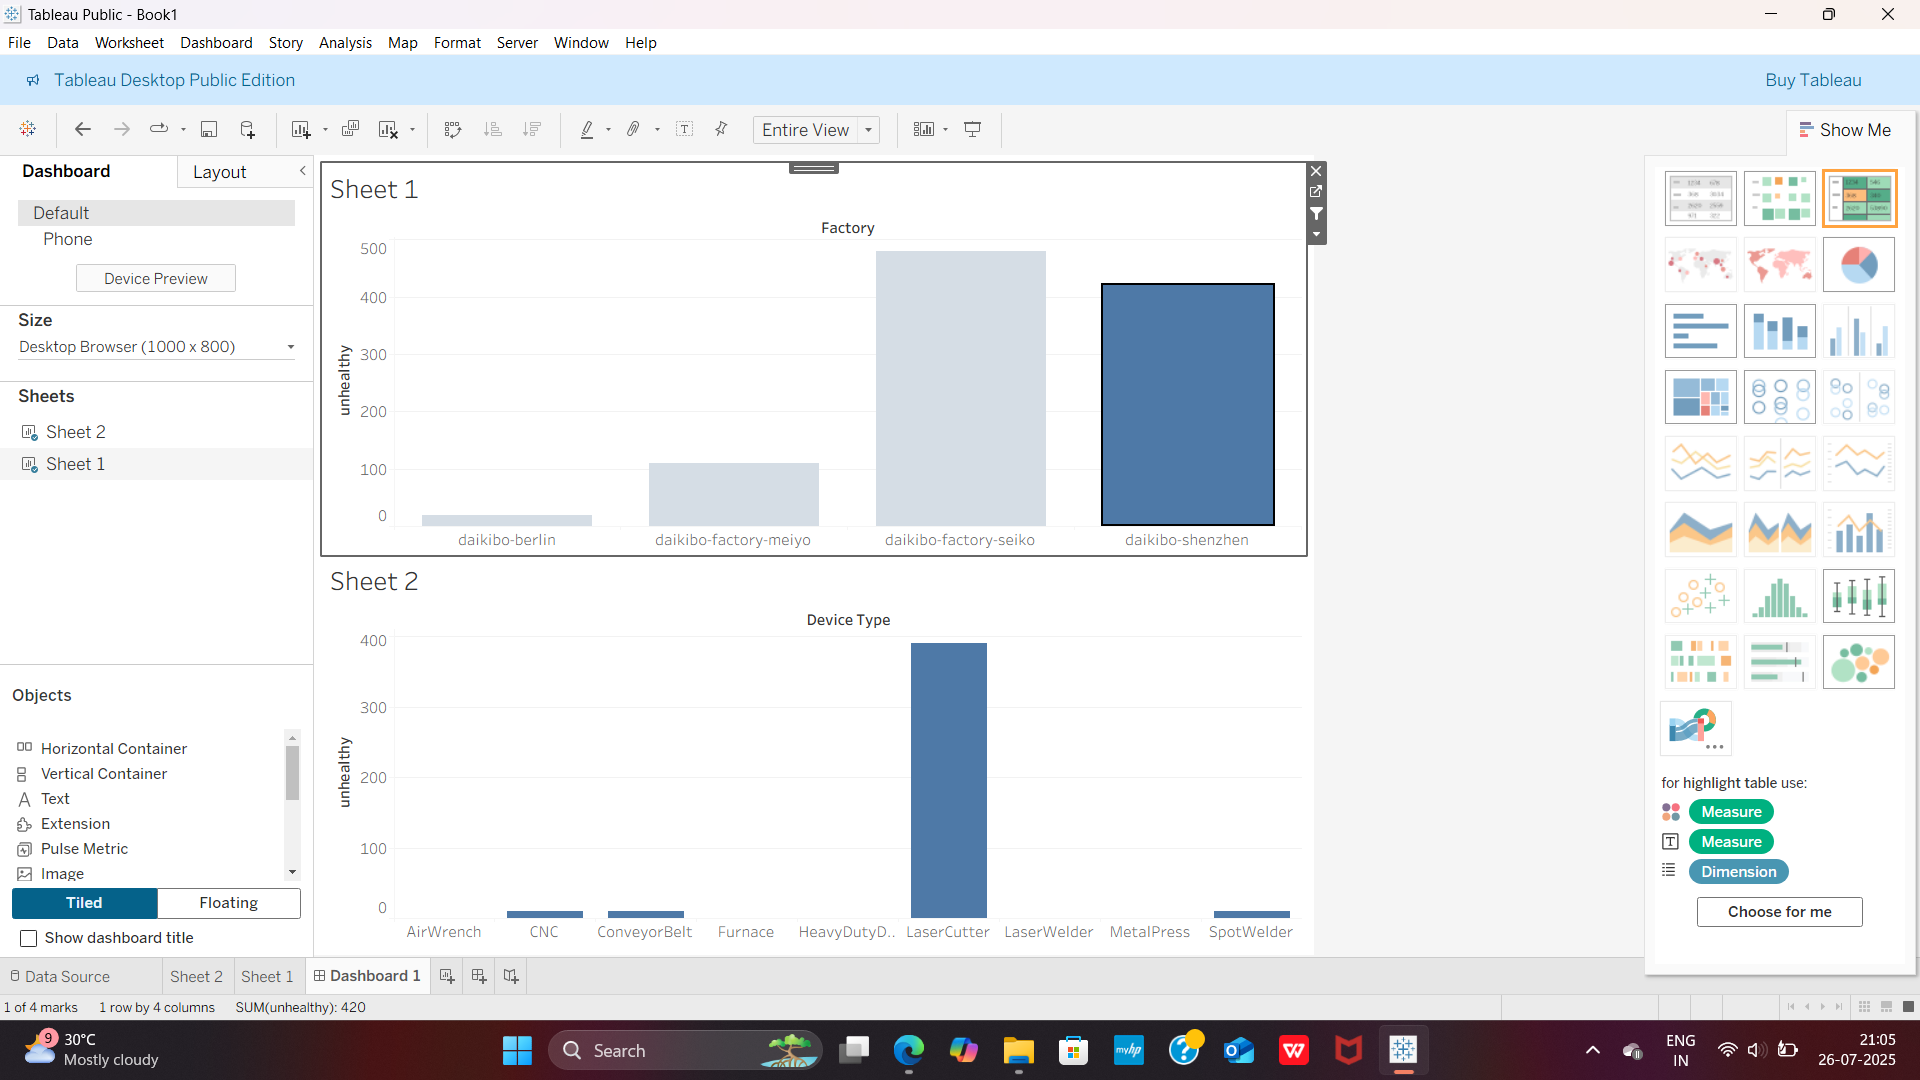 Tableau Public - Book1
File Data Worksheet Dashboard Story Analysis Map Format Server Window Help
Tableau Desktop Public Edition
Buy Tableau
Entire View
Show Me
Dashboard
Layout
Default
Phone
Device Preview
Size
Desktop Browser (1000 x 800)
Sheets
Sheet 2
Sheet 1
Objects
Horizontal Container
Vertical Container
Text
Extension
Pulse Metric
Image
Tiled
Floating
Show dashboard title
Sheet 1
Factory
500
400
300
200
100
0
unhealthy
daikibo-berlin
daikibo-factory-meiyo
daikibo-factory-seiko
daikibo-shenzhen
Sheet 2
Device Type
400
300
200
100
0
unhealthy
AirWrench
CNC
ConveyorBelt
Furnace
HeavyDutyD..
LaserCutter
LaserWelder
MetalPress
SpotWelder
for highlight table use:
Measure
Measure
Dimension
Choose for me
Data Source
Sheet 2
Sheet 1
Dashboard 1
1 of 4 marks
1 row by 4 columns
SUM(unhealthy): 420
9
30°C
Mostly cloudy
Search
myhp
ENG
IN
21:05
26-07-2025